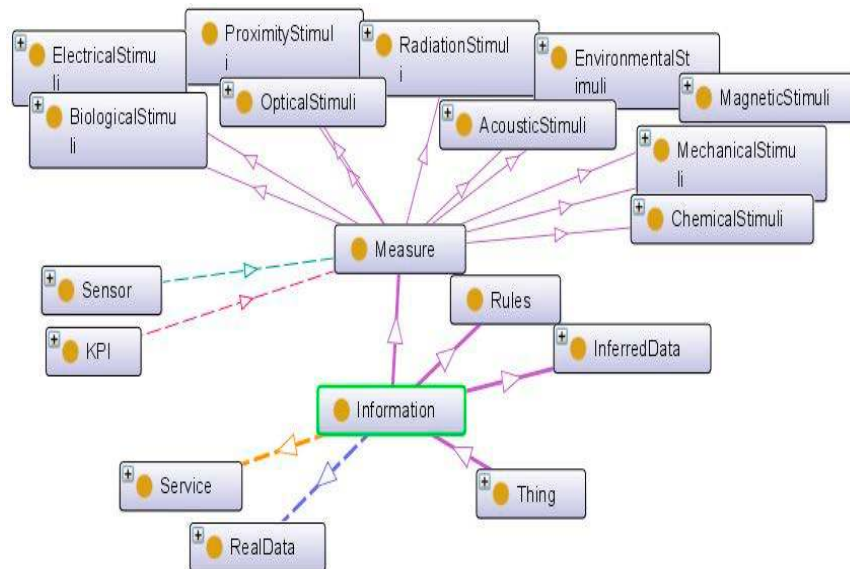 ElectricalStimu
li
ProximityStimul
i
RadiationStimul
i
EnvironmentalSt
imuli
MagneticStimuli
BiologicalStimu
li
OpticalStimuli
AcousticStimuli
MechanicalStimu
li
ChemicalStimuli
Measure
Sensor
Rules
KPI
InferredData
Information
Service
Thing
RealData